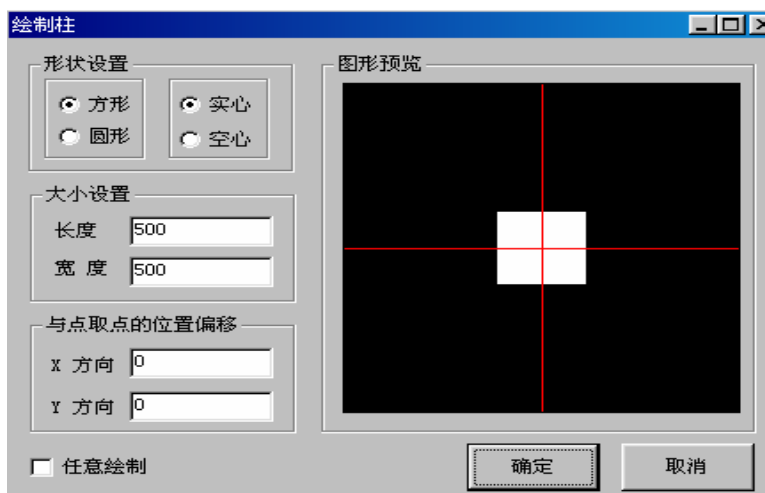 绘制柱
形状设置
方形
实心
圆形
空心
大小设置
长度 500
宽 度 500
与点取点的位置偏移
X 方向 0
Y 方向 0
任意绘制
图形预览
确定
取消